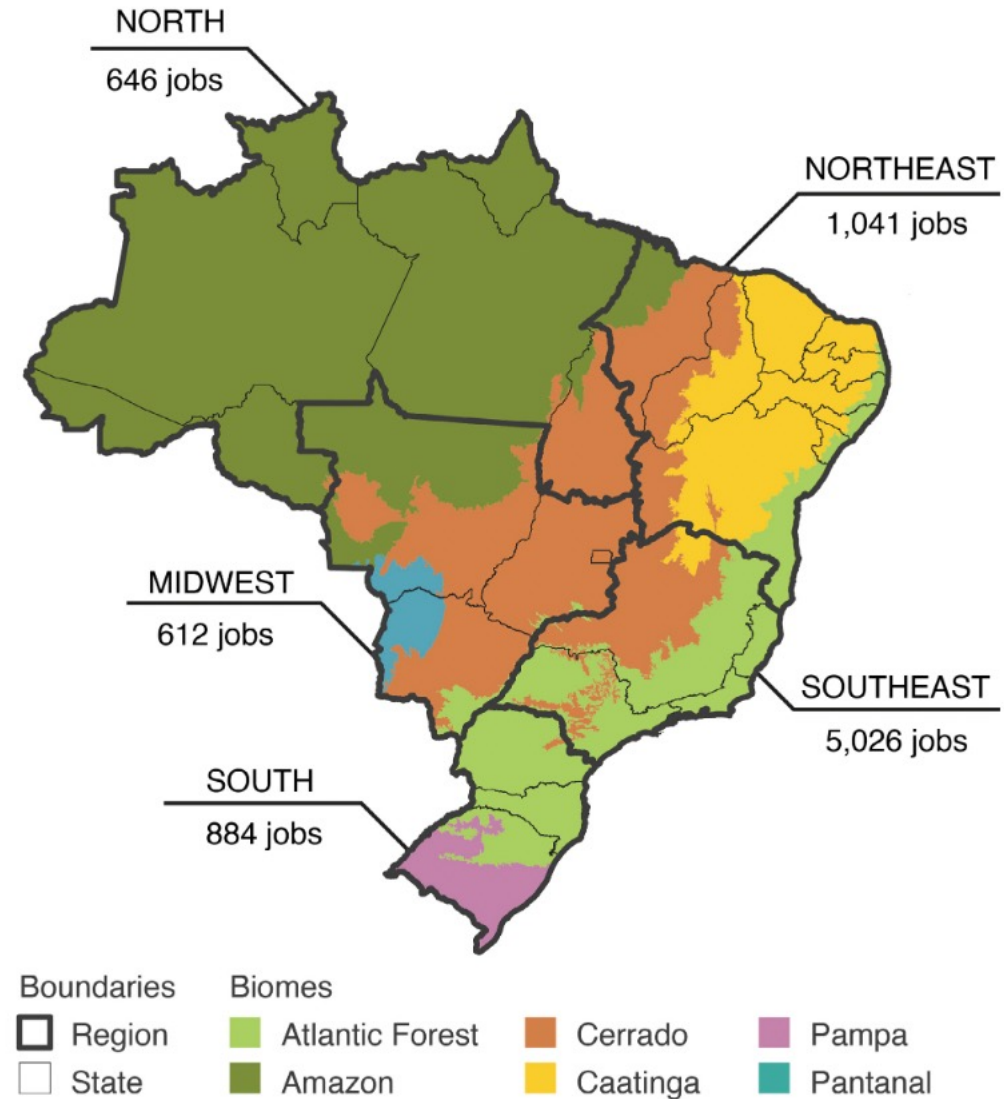 NORTH
646 jobs
NORTHEAST
1,041 jobs
MIDWEST
612 jobs
SOUTHEAST
5,026 jobs
SOUTH
884 jobs
Boundaries Biomes
Region Atlantic Forest Cerrado Pampa
State Amazon Caatinga Pantanal